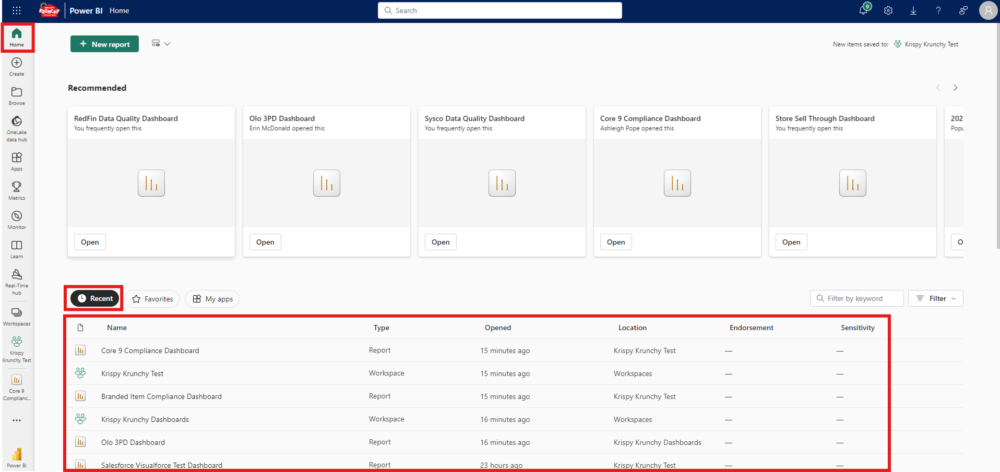 KRISPY
KRUNCHY
CHICKEN
Power BI
Home
Search
9
Home
Create
Browse
OneLake
data hub
Apps
Metrics
Monitor
Learn
Real-Time
hub
Workspaces
Krispy
Krunchy Test
Core 9
Complianc...
Power BI
New report
New items saved to: Krispy Krunchy Test
Recommended
RedFin Data Quality Dashboard
You frequently open this
Open
Olo 3PD Dashboard
Erin McDonald opened this
Open
Sysco Data Quality Dashboard
You frequently open this
Open
Core 9 Compliance Dashboard
Ashleigh Pope opened this
Open
Store Sell Through Dashboard
You frequently open this
Open
202
Popu
O
Recent
Favorites
My apps
Filter by keyword
Filter
Name Type Opened Location Endorsement Sensitivity
Core 9 Compliance Dashboard Report 15 minutes ago Krispy Krunchy Test — —
Krispy Krunchy Test Workspace 15 minutes ago Workspaces — —
Branded Item Compliance Dashboard Report 15 minutes ago Krispy Krunchy Test — —
Krispy Krunchy Dashboards Workspace 16 minutes ago Workspaces — —
Olo 3PD Dashboard Report 16 minutes ago Krispy Krunchy Dashboards — —
Salesforce Visualforce Test Dashboard Report 23 hours ago Krispy Krunchy Test — —